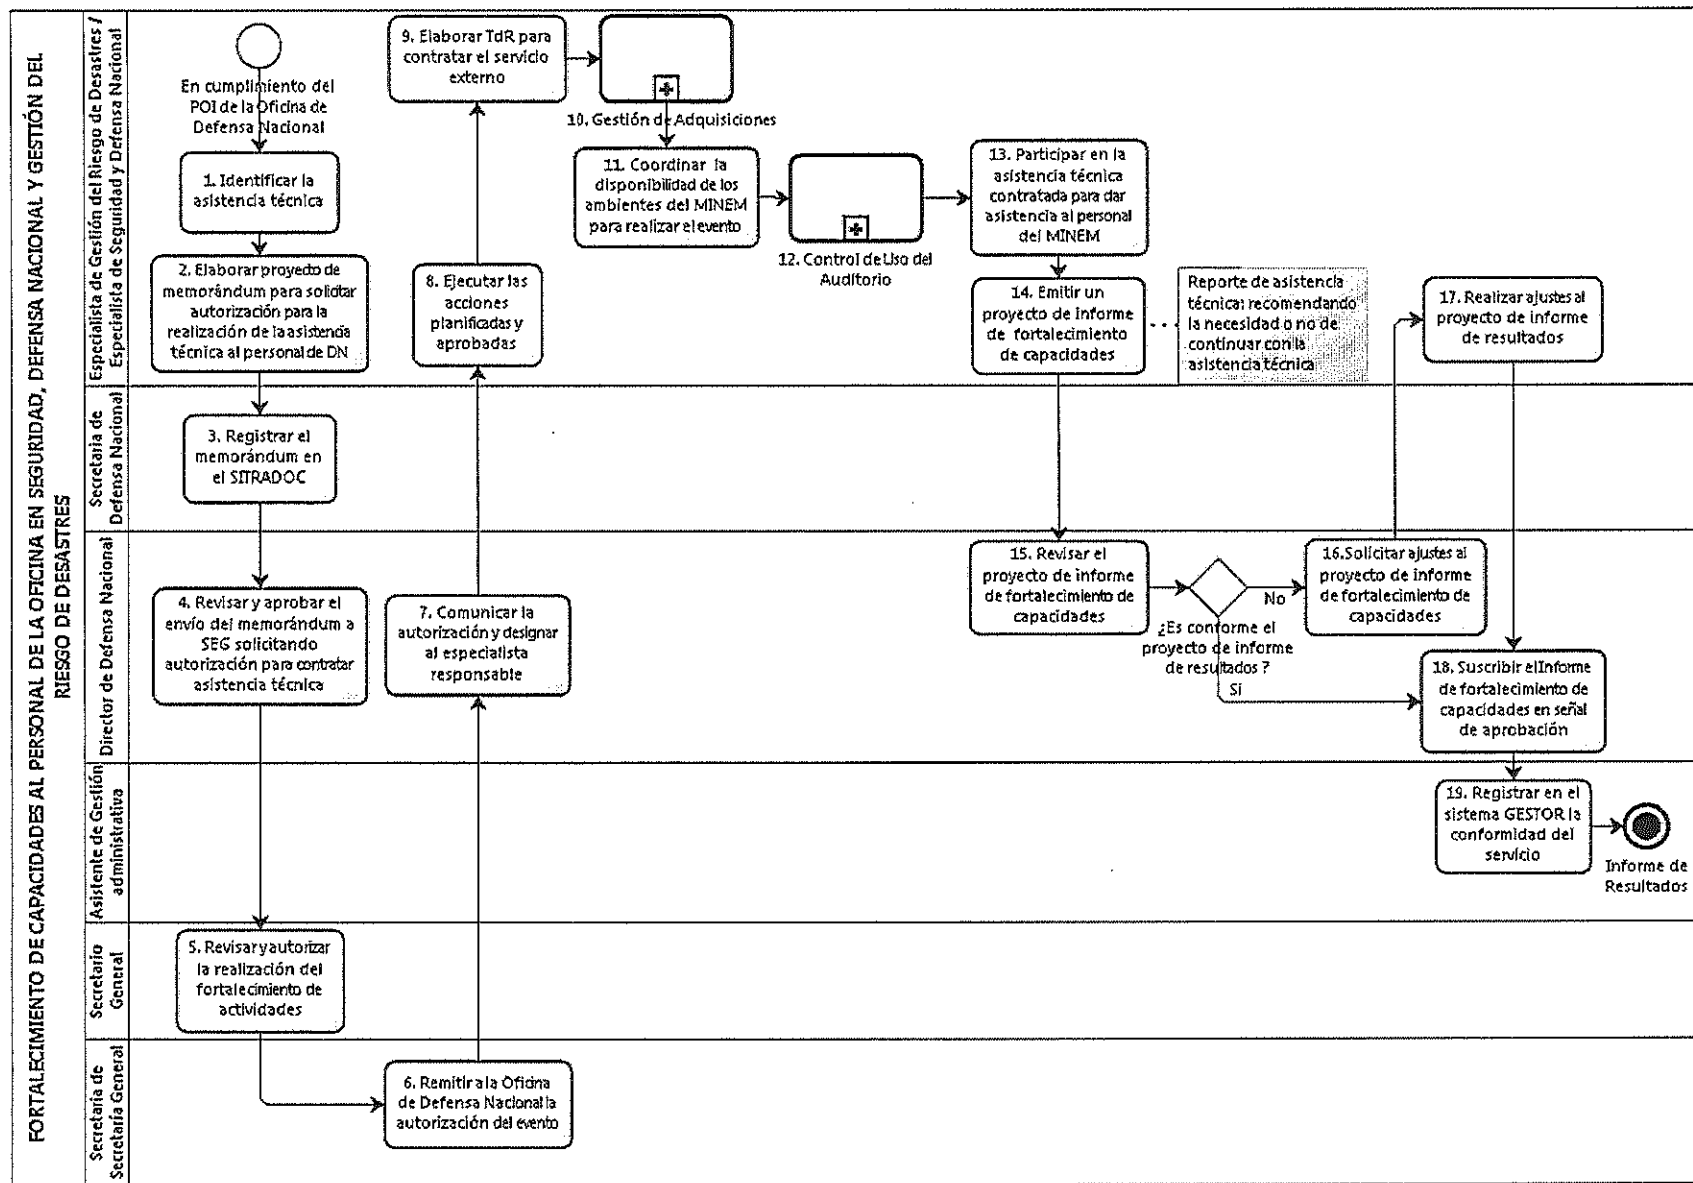 FORTALECIMIENTO DE CAPACIDADES AL PERSONAL DE LA OFICINA EN SEGURIDAD, DEFENSA NACIONAL Y GESTIÓN DEL
RIESGO DE DESASTRES
Especialista de Gestión del Riesgo de Desastres /
Especialista de Seguridad y Defensa Nacional
En cumplimiento del
POI de la Oficina de
Defensa Nacional
1. Identificar la
asistencia técnica
2. Elaborar proyecto de
memorándum para solicitar
autorización para la
realización de la asistencia
técnica al personal de DN
8. Ejecutar las
acciones
planificadas y
aprobadas
9. Elaborar TdR para
contratar el servicio
externo
10. Gestión de Adquisiciones
11. Coordinar la
disponibilidad de los
ambientes del MINEM
para realizar el evento
12. Control de Uso del
Auditorio
13. Participar en la
asistencia técnica
contratada para dar
asistencia al personal
del MINEM
14. Emitir un
proyecto de informe
de fortalecimiento
de capacidades
Reporte de asistencia
técnica: recomendando
la necesidad o no de
continuar con la
asistencia técnica
17. Realizar ajustes al
proyecto de informe
de resultados
Secretaria de
Defensa Nacional
3. Registrar el
memorándum en
el SITRADOC
Director de Defensa Nacional
4. Revisar y aprobar el
envío del memorándum a
SEG solicitando
autorización para contratar
asistencia técnica
7. Comunicar la
autorización y designar
al especialista
responsable
15. Revisar el
proyecto de informe
de fortalecimiento de
capacidades
¿Es conforme el
proyecto de informe
de resultados ?
No
Si
16.Solicitar ajustes al
proyecto de informe
de fortalecimiento de
capacidades
18. Suscribir el Informe
de fortalecimiento de
capacidades en señal
de aprobación
Asistente de Gestión
administrativa
19. Registrar en el
sistema GESTOR la
conformidad del
servicio
Informe de
Resultados
Secretario
General
5. Revisar y autorizar
la realización del
fortalecimiento de
actividades
Secretaria de
Secretaría General
6. Remitir a la Oficina
de Defensa Nacional la
autorización del evento